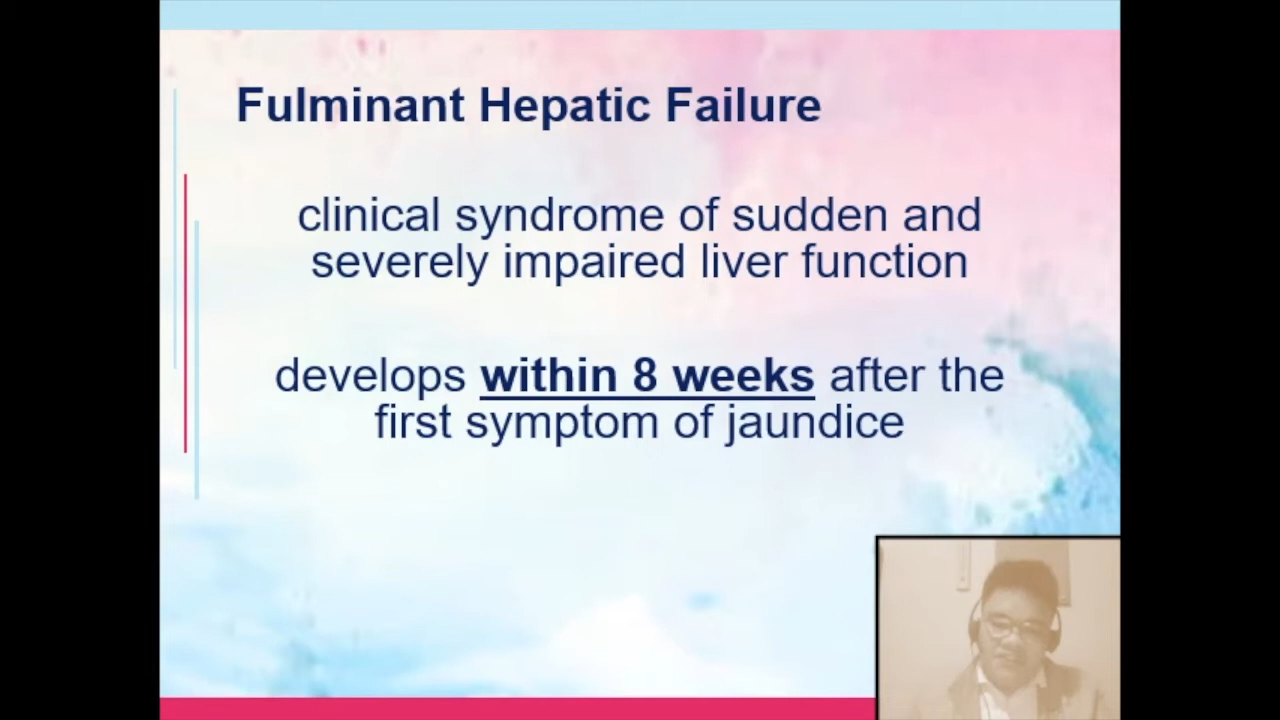 Fulminant Hepatic Failure
clinical syndrome of sudden and
severely impaired liver function
develops within 8 weeks after the
first symptom of jaundice